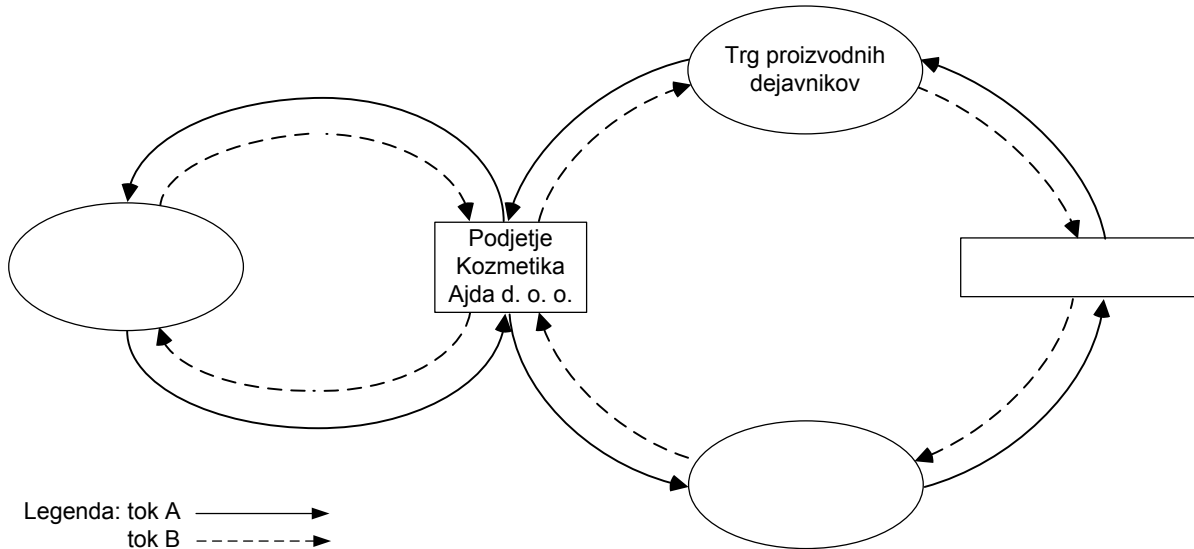 Trg proizvodnih
dejavnikov
Podjetje
Kozmetika
Ajda d. o. o.
Legenda: tok A
tok B